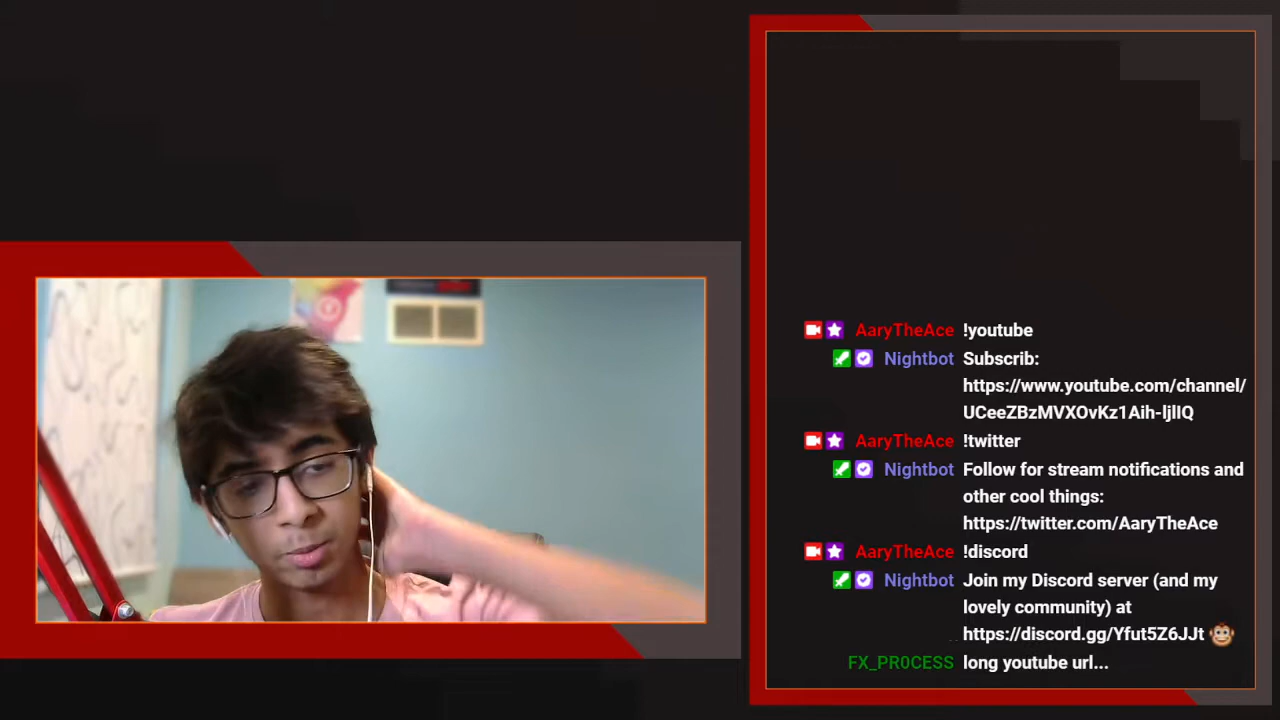 AaryTheAce !youtube
Nightbot Subscrib:
https://www.youtube.com/channel/
UCeeZBzMVXOvKz1Aih-ljlIQ
AaryTheAce !twitter
Nightbot Follow for stream notifications and
other cool things:
https://twitter.com/AaryTheAce
AaryTheAce !discord
Nightbot Join my Discord server (and my
lovely community) at
https://discord.gg/Yfut5Z6JJt
FX_PR0CESS long youtube url...